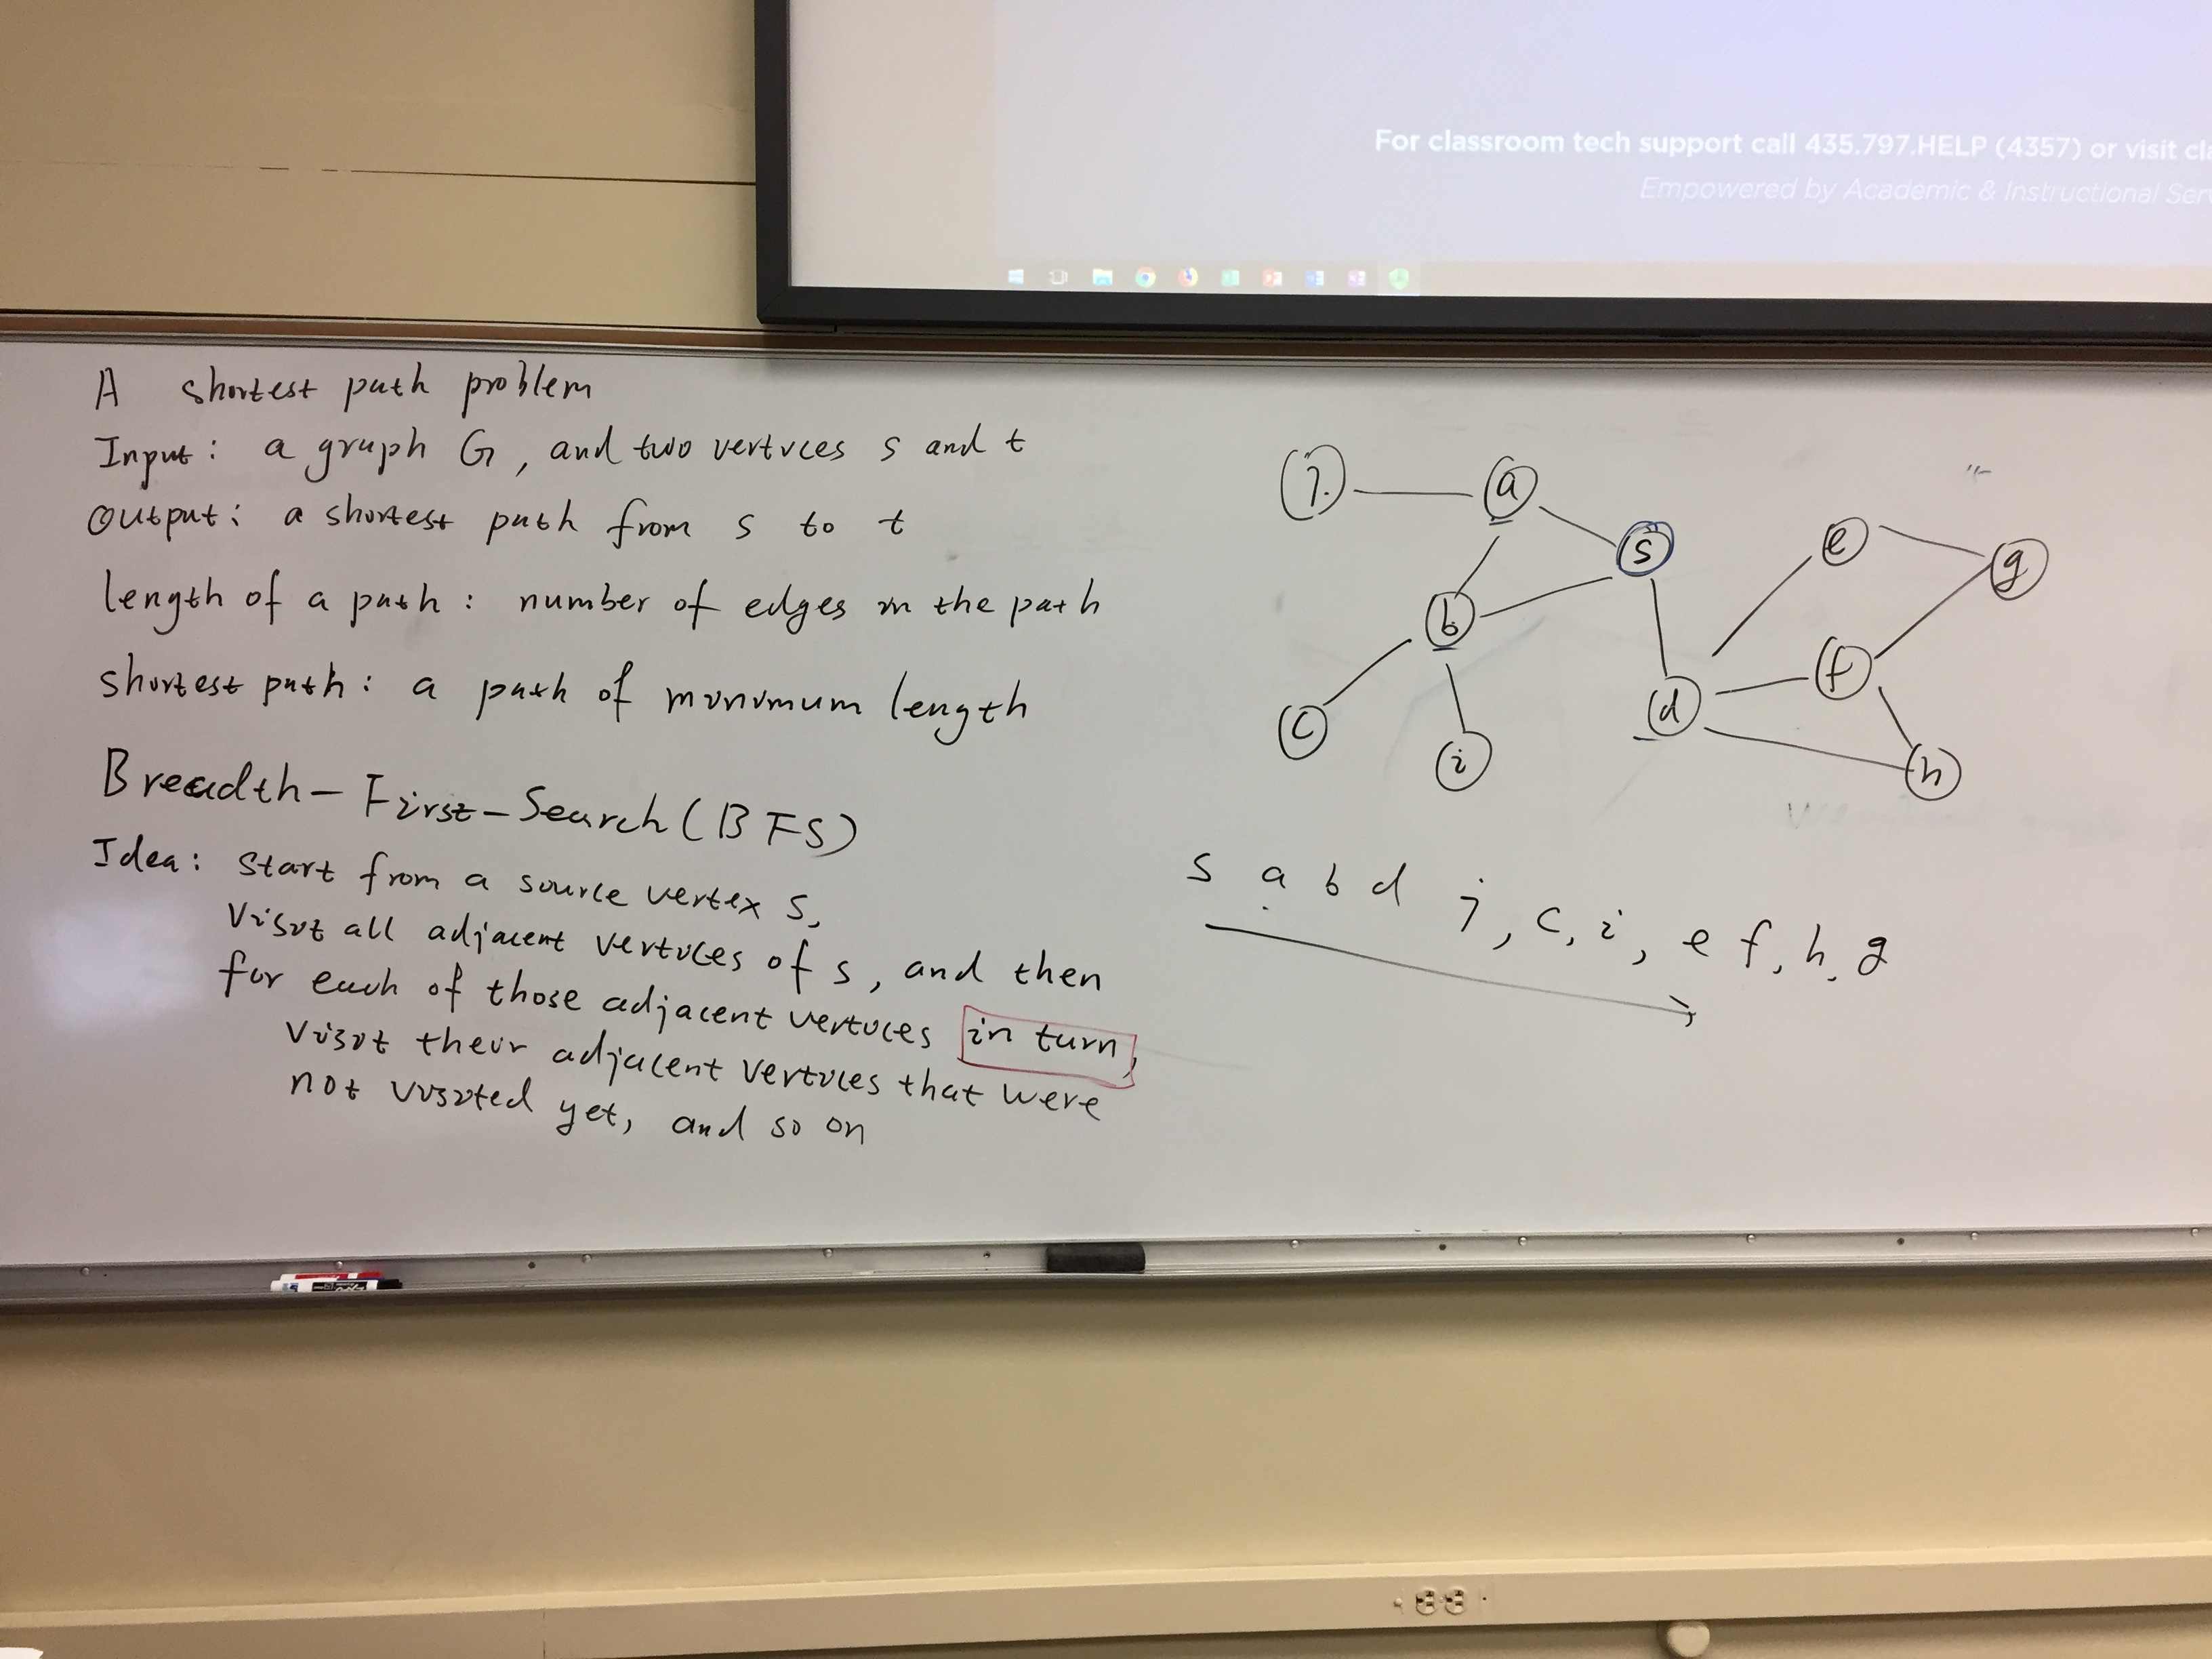 For classroom tech support call 435.797.HELP (4357) or visit cla
Empowered by Academic & Instructional Serv
A shortest path problem
Input: a graph G, and two vertices s and t
Output: a shortest path from s to t
length of a path: number of edges in the path
shortest path: a path of minimum length
Breadth-First-Search (BFS)
Idea: Start from a source vertex s,
Visit all adjacent vertices of s, and then
for each of those adjacent vertices in turn,
visit their adjacent vertices that were
not visited yet, and so on
j
a
s
e
g
b
f
c
i
d
h
s a b d j, c, i, e f, h, g